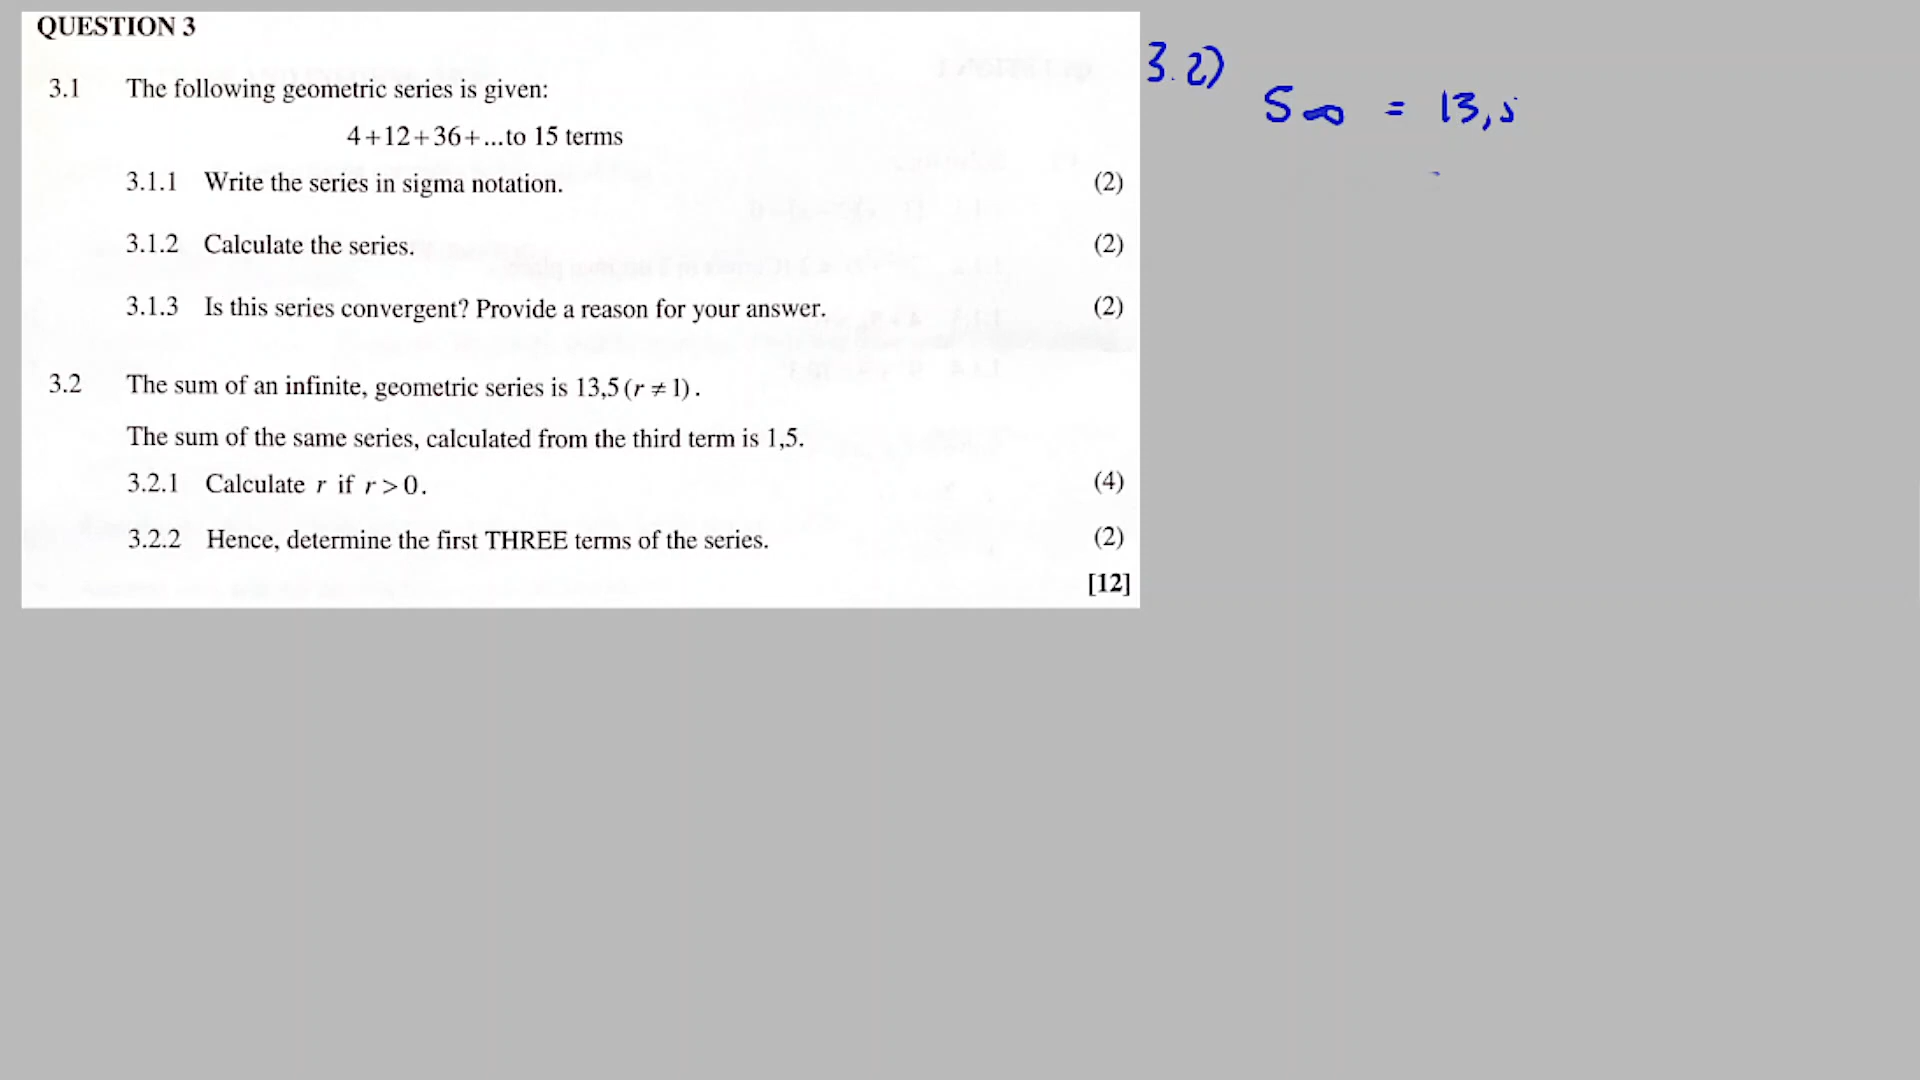 QUESTION 3
3.1 The following geometric series is given:
4+12+36+...to 15 terms
3.1.1 Write the series in sigma notation. (2)
3.1.2 Calculate the series. (2)
3.1.3 Is this series convergent? Provide a reason for your answer. (2)
3.2 The sum of an infinite, geometric series is 13,5 (r ≠ 1).
The sum of the same series, calculated from the third term is 1,5.
3.2.1 Calculate r if r > 0. (4)
3.2.2 Hence, determine the first THREE terms of the series. (2)
[12]
3.2)
S∞ = 13,5